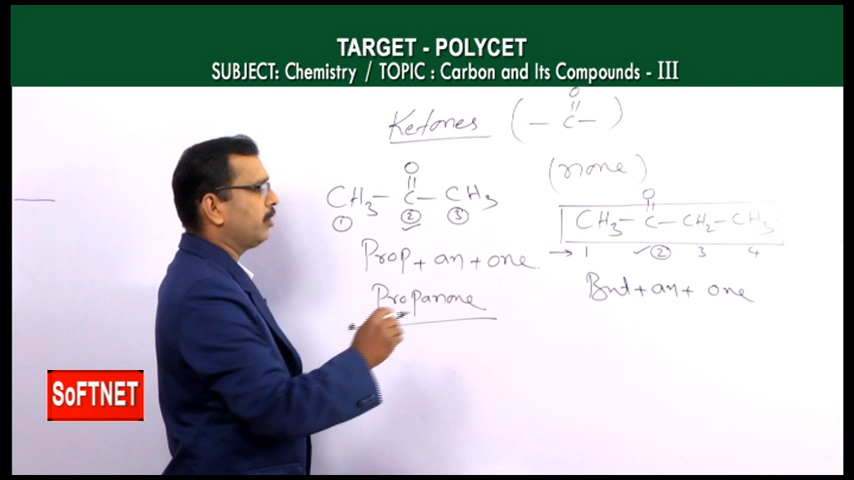 TARGET - POLYCET
SUBJECT: Chemistry / TOPIC : Carbon and Its Compounds - III
Ketones ( – C – )
O
(none)
O
CH3 – C – CH3
① ② ③
O
CH3 – C – CH2 – CH3
→ 1 ✓② 3 4
Prop + an + one
But + an + one
Propanone
SoFTNET